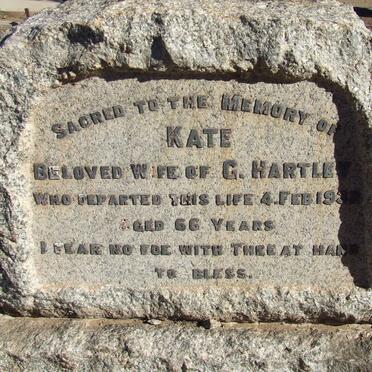 SACRED TO THE MEMORY OF
KATE
BELOVED WIFE OF G. HARTLEY
WHO DEPARTED THIS LIFE 4. FEB.
AGED 66 YEARS
I FEAR NO FOE WITH THEE AT HAND
TO BLESS.